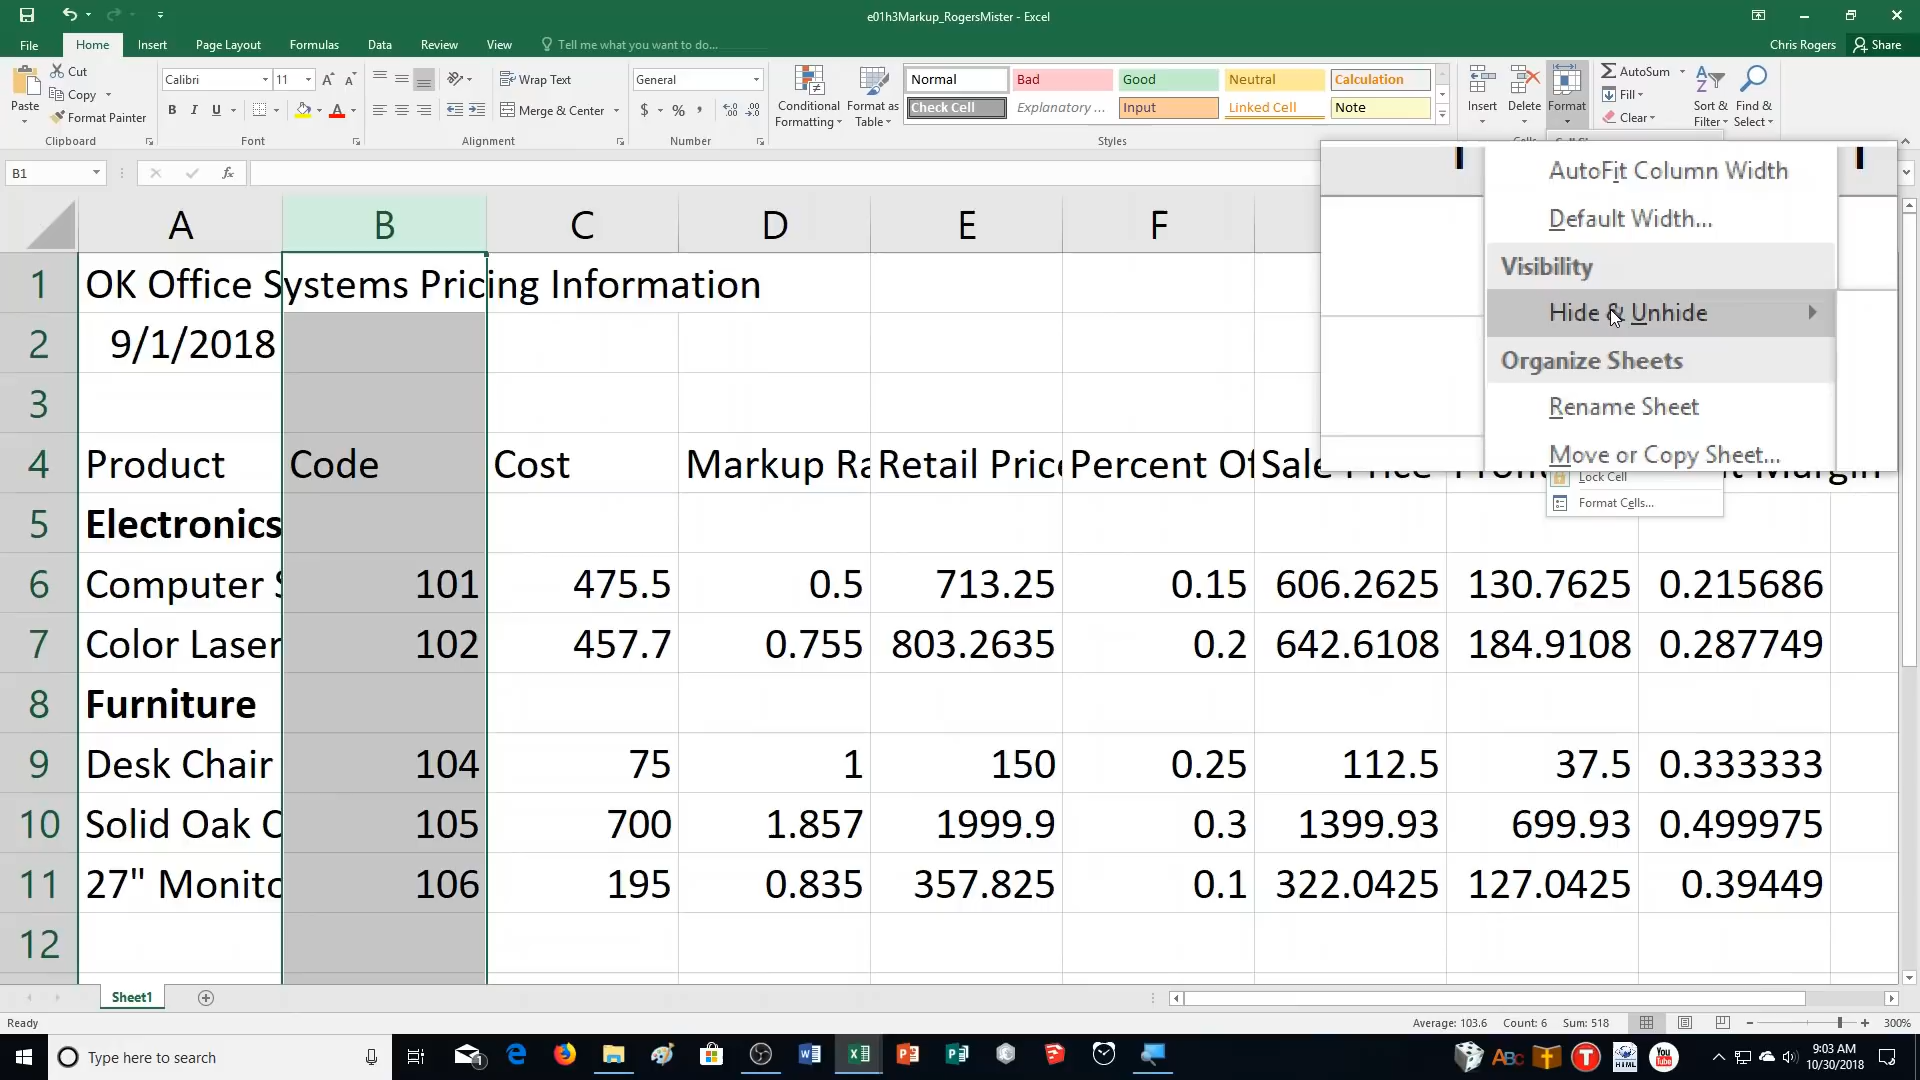 e01h3Markup_RogersMister - Excel
File Home Insert Page Layout Formulas Data Review View Tell me what you want to do... Chris Rogers Share
Paste Cut Copy Format Painter Clipboard
Calibri 11 B I U Font
Wrap Text Merge & Center Alignment
General $ % , Number
Conditional Formatting Format as Table
Normal Bad Good Neutral Calculation
Check Cell Explanatory ... Input Linked Cell Note
Styles
Insert Delete Format
AutoSum Fill Clear Sort & Filter Find & Select
B1 fx
AutoFit Column Width
Default Width...
Visibility
Hide & Unhide
Organize Sheets
Rename Sheet
Move or Copy Sheet...
Lock Cell
Format Cells...
A B C D E F
1 OK Office Systems Pricing Information
2 9/1/2018
3
4 Product Code Cost Markup Ra Retail Pric Percent Of Sale Price
5 Electronics
6 Computer S 101 475.5 0.5 713.25 0.15 606.2625 130.7625 0.215686
7 Color Laser 102 457.7 0.755 803.2635 0.2 642.6108 184.9108 0.287749
8 Furniture
9 Desk Chair 104 75 1 150 0.25 112.5 37.5 0.333333
10 Solid Oak C 105 700 1.857 1999.9 0.3 1399.93 699.93 0.499975
11 27" Monito 106 195 0.835 357.825 0.1 322.0425 127.0425 0.39449
12
Sheet1
Ready Average: 103.6 Count: 6 Sum: 518 300%
Type here to search 9:03 AM
10/30/2018